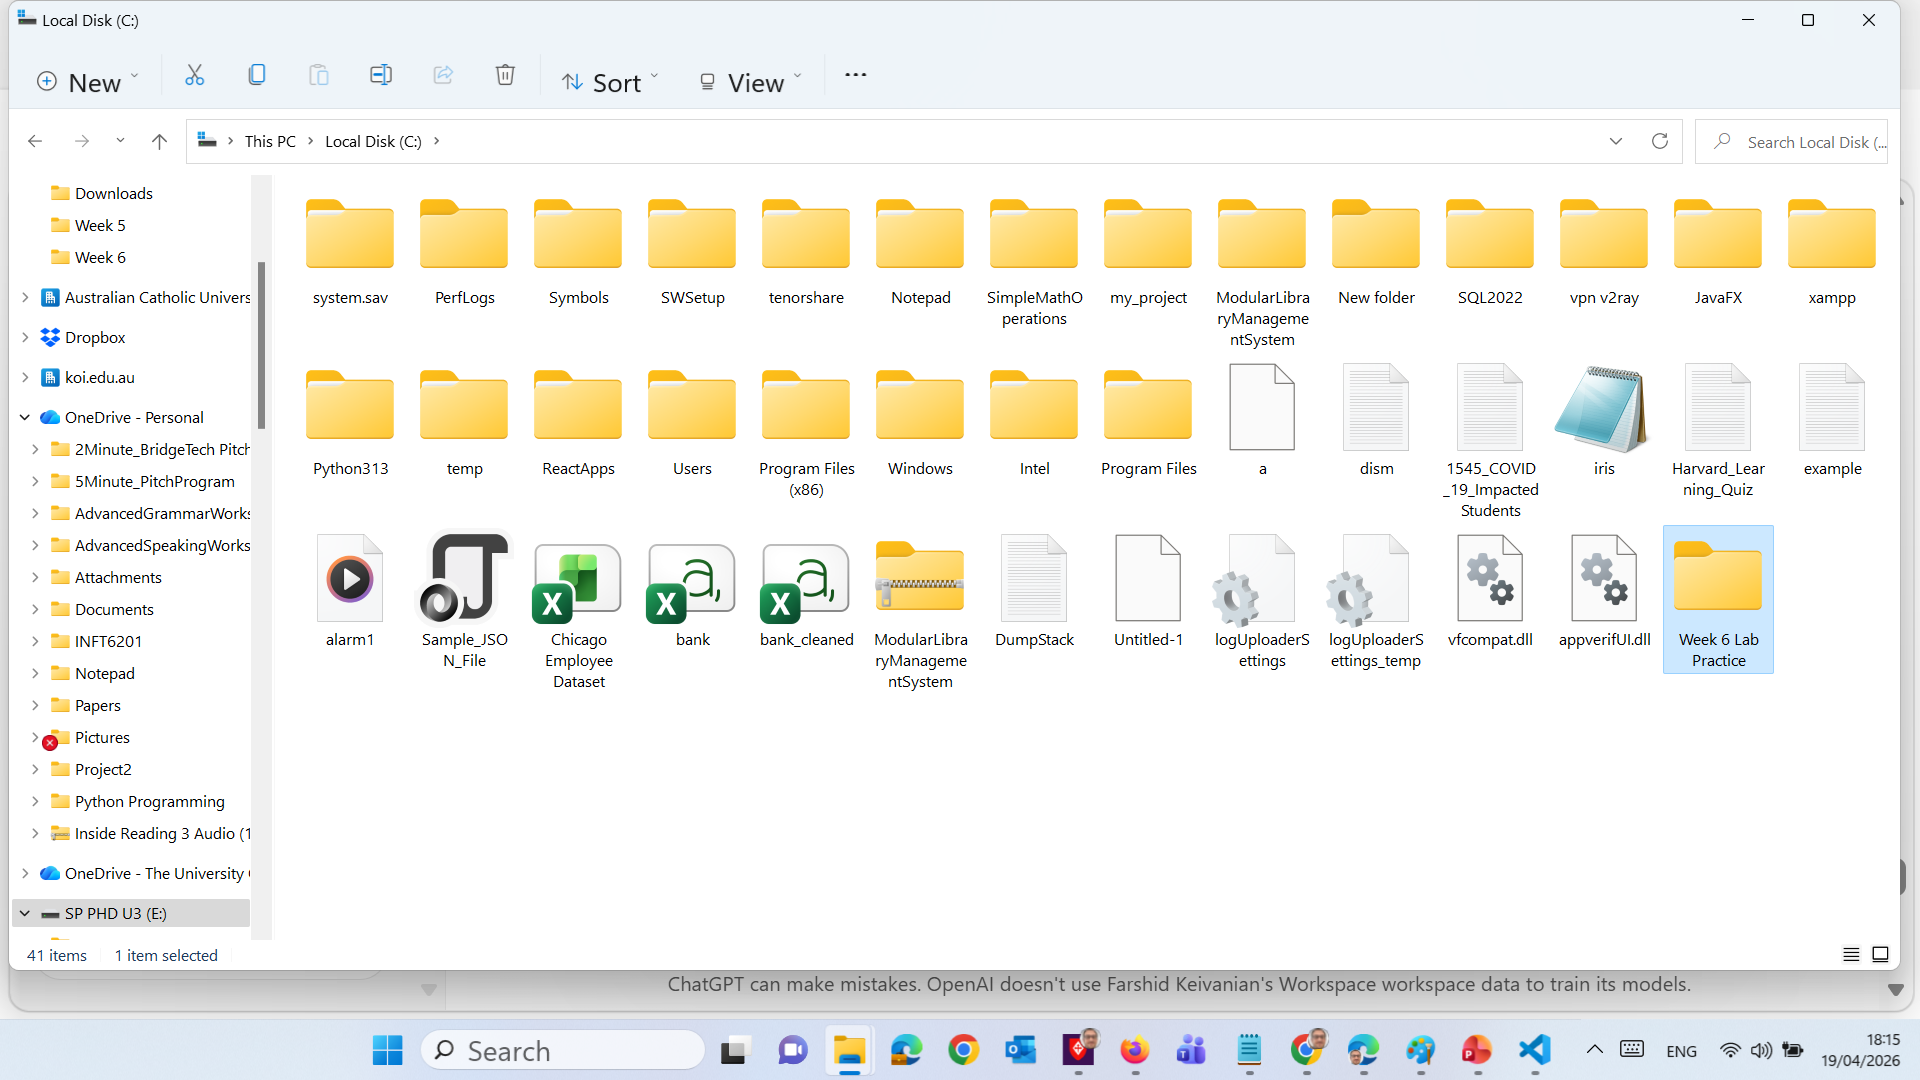 Local Disk (C:)
New
Sort
View
This PC
Local Disk (C:)
Search Local Disk (...
Downloads
Week 5
Week 6
Australian Catholic Univers
Dropbox
koi.edu.au
OneDrive - Personal
2Minute_BridgeTech Pitch
5Minute_PitchProgram
AdvancedGrammarWorks
AdvancedSpeakingWorks
Attachments
Documents
INFT6201
Notepad
Papers
Pictures
Project2
Python Programming
Inside Reading 3 Audio (1
OneDrive - The University
SP PHD U3 (E:)
system.sav
PerfLogs
Symbols
SWSetup
tenorshare
Notepad
SimpleMathO
perations
my_project
ModularLibra
ryManageme
ntSystem
New folder
SQL2022
vpn v2ray
JavaFX
xampp
Python313
temp
ReactApps
Users
Program Files
(x86)
Windows
Intel
Program Files
a
dism
1545_COVID
_19_Impacted
Students
iris
Harvard_Lear
ning_Quiz
example
alarm1
Sample_JSO
N_File
Chicago
Employee
Dataset
bank
bank_cleaned
ModularLibra
ryManageme
ntSystem
DumpStack
Untitled-1
logUploaderS
ettings
logUploaderS
ettings_temp
vfcompat.dll
appverifUI.dll
Week 6 Lab
Practice
41 items
1 item selected
ChatGPT can make mistakes. OpenAI doesn't use Farshid Keivanian's Workspace workspace data to train its models.
Search
ENG
18:15
19/04/2026